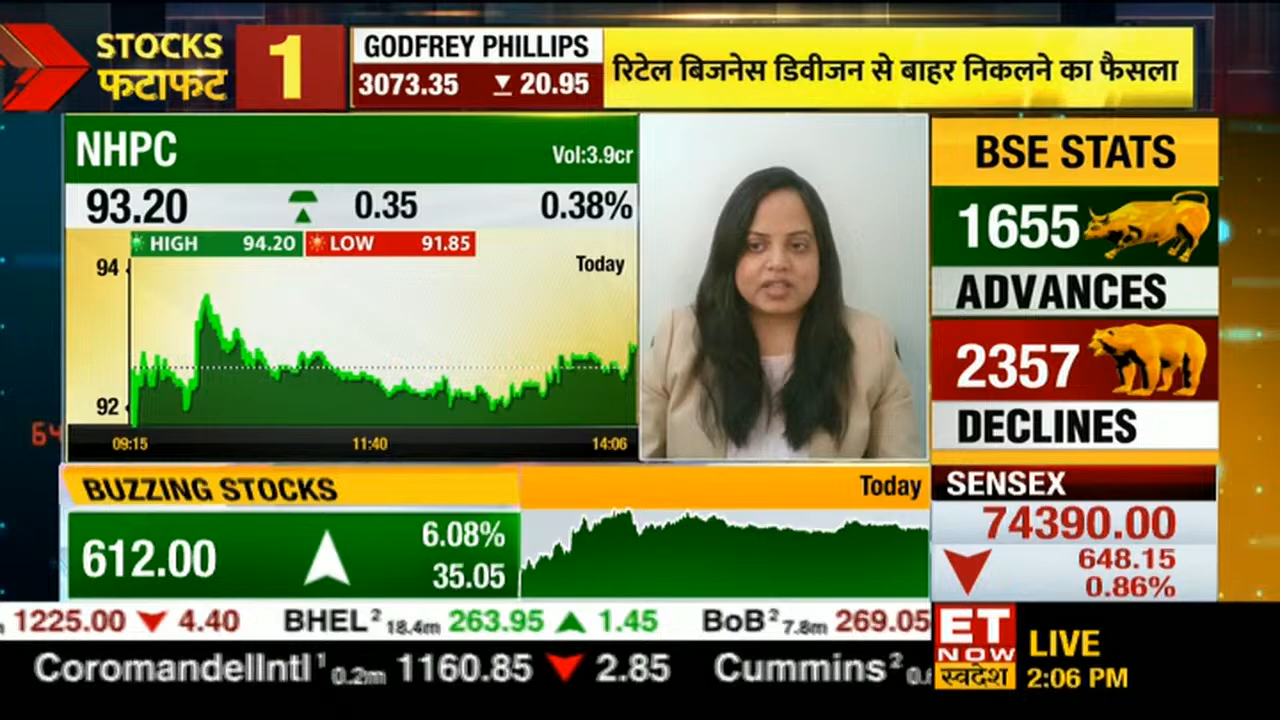 STOCKS
फटाफट
1
GODFREY PHILLIPS
3073.35 20.95
रिटेल बिजनेस डिवीजन से बाहर निकलने का फैसला
NHPC Vol:3.9cr
93.20 0.35 0.38%
HIGH 94.20 LOW 91.85
Today
94
92
09:15 11:40 14:06
BSE STATS
1655
ADVANCES
2357
DECLINES
BUZZING STOCKS Today
612.00 6.08%
35.05
SENSEX
74390.00
648.15
0.86%
1225.00 4.40 BHEL² 18.4m 263.95 1.45 BoB² 7.8m 269.05
CoromandelIntl¹ 0.2m 1160.85 2.85 Cummins²
ET
NOW
स्वदेश
LIVE
2:06 PM